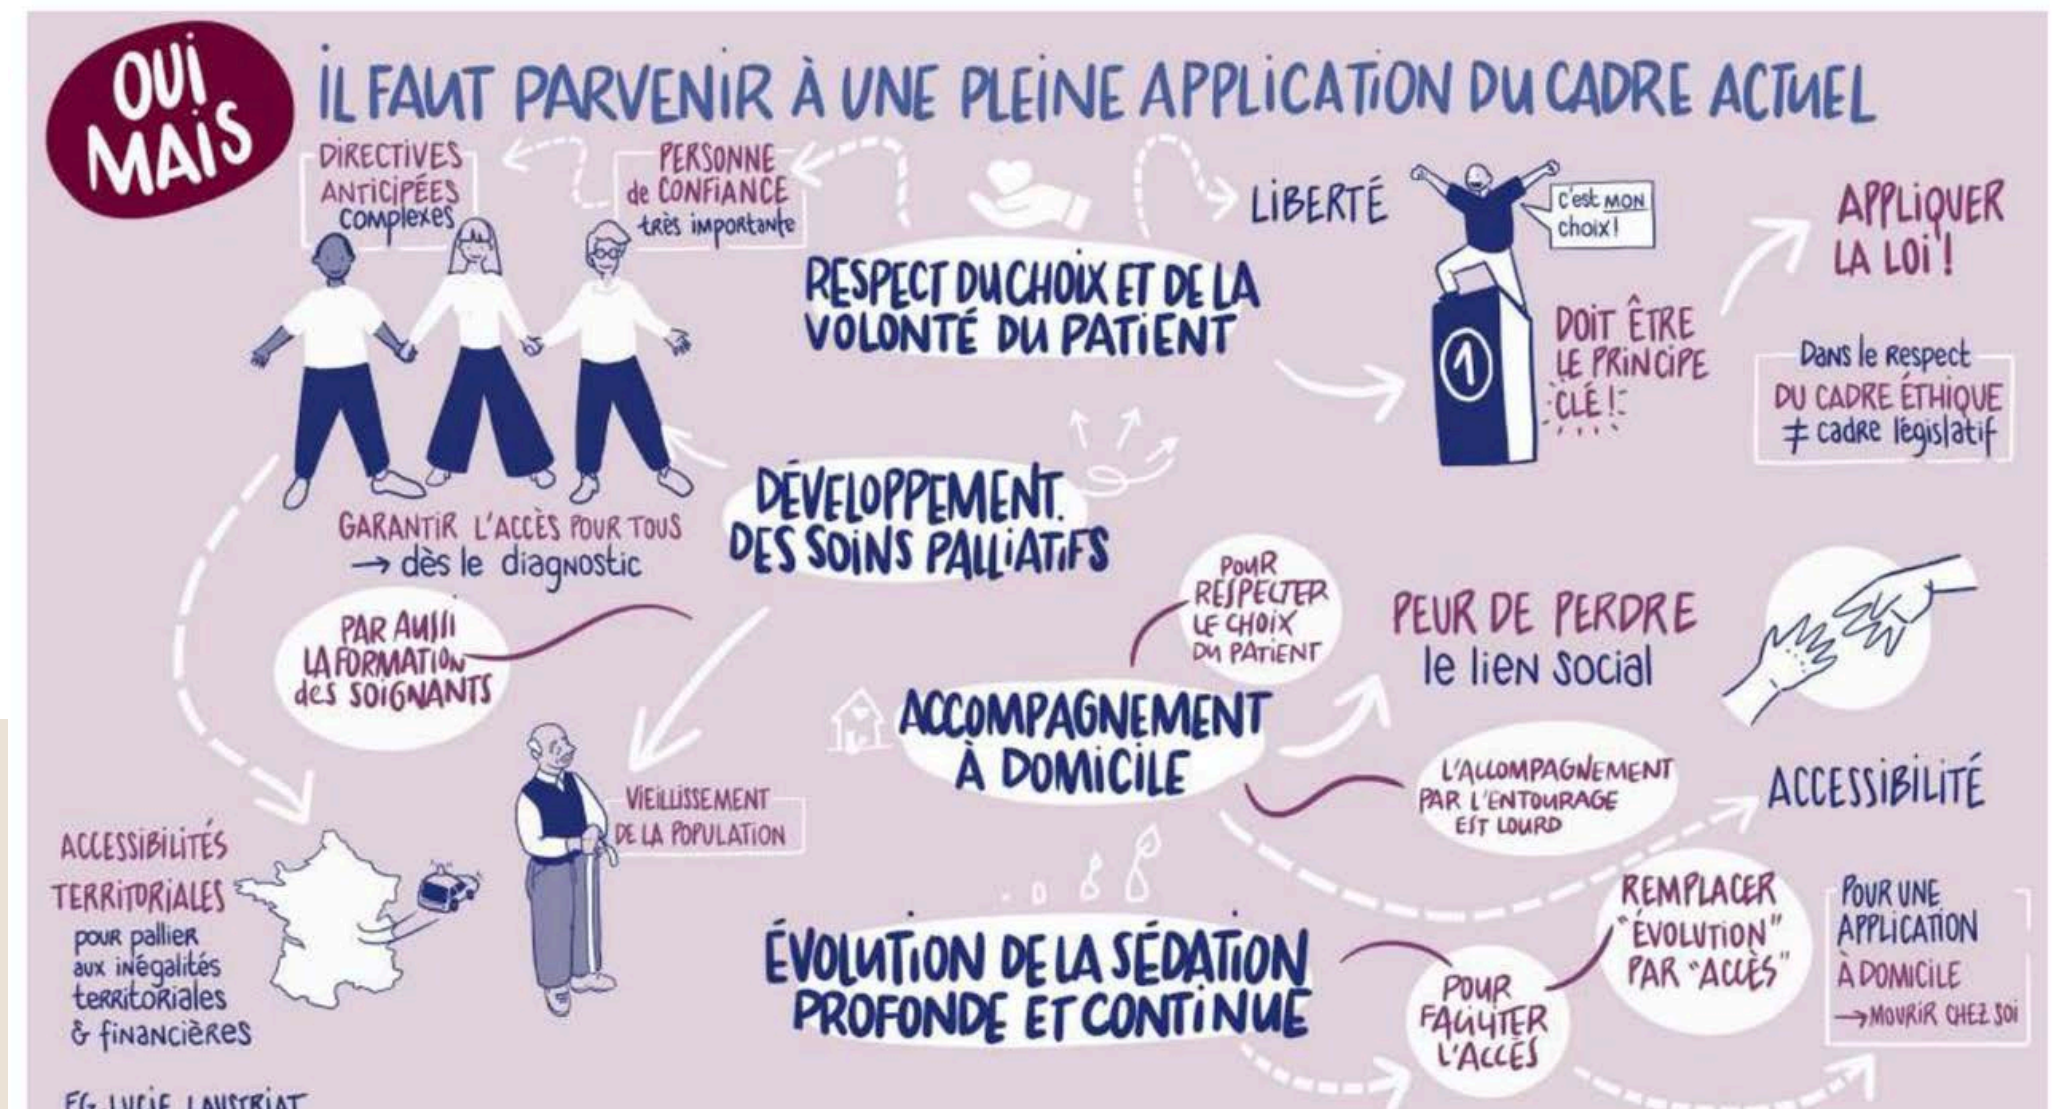 OUI
MAIS
IL FAUT PARVENIR À UNE PLEINE APPLICATION DU CADRE ACTUEL
DIRECTIVES
ANTICIPÉES
complexes
PERSONNE
de CONFIANCE
très importante
RESPECT DU CHOIX ET DE LA
VOLONTÉ DU PATIENT
LIBERTÉ
C'est MON
choix!
1
DOIT ÊTRE
LE PRINCIPE
CLÉ !
APPLIQUER
LA LOI !
Dans le respect
DU CADRE ÉTHIQUE
≠ cadre législatif
DÉVELOPPEMENT
DES SOINS PALLIATIFS
GARANTIR L'ACCÈS POUR TOUS
→ dès le diagnostic
PAR AUSSI
LA FORMATION
des SOIGNANTS
VIEILLISSEMENT
DE LA POPULATION
ACCESSIBILITÉS
TERRITORIALES
pour pallier
aux inégalités
territoriales
& financières
ACCOMPAGNEMENT
À DOMICILE
POUR
RESPECTER
LE CHOIX
DU PATIENT
PEUR DE PERDRE
le lien social
L'ACCOMPAGNEMENT
PAR L'ENTOURAGE
EST LOURD
ACCESSIBILITÉ
ÉVOLUTION DE LA SÉDATION
PROFONDE ET CONTINUE
POUR
FACILITER
L'ACCÈS
REMPLACER
"ÉVOLUTION"
PAR "ACCÈS"
POUR UNE
APPLICATION
À DOMICILE
→ MOURIR CHEZ SOI
FG LUCIE LAUSTRIAT